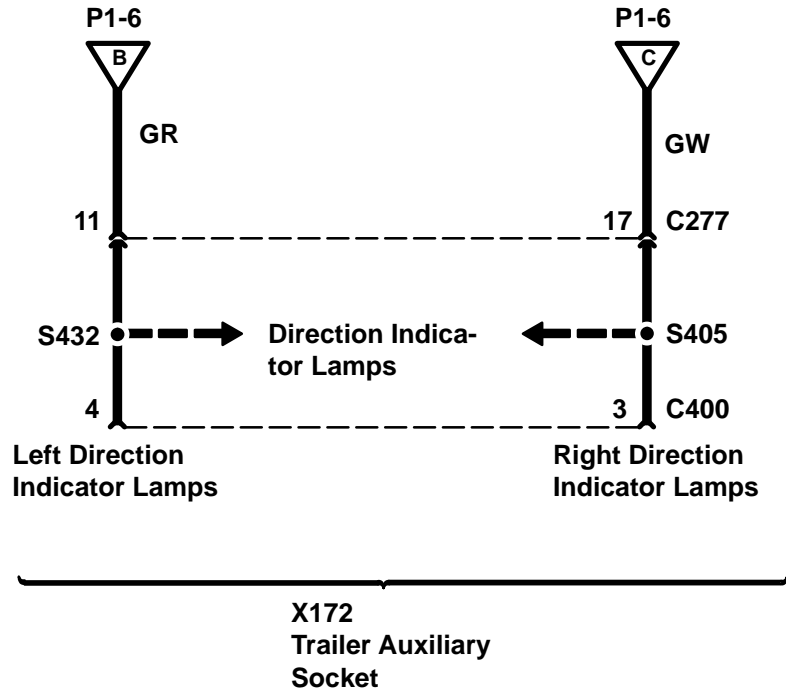 P1-6
P1-6
B
C
GR
GW
11
17
C277
S432
Direction Indica-
tor Lamps
S405
4
3
C400
Left Direction
Indicator Lamps
Right Direction
Indicator Lamps
X172
Trailer Auxiliary
Socket